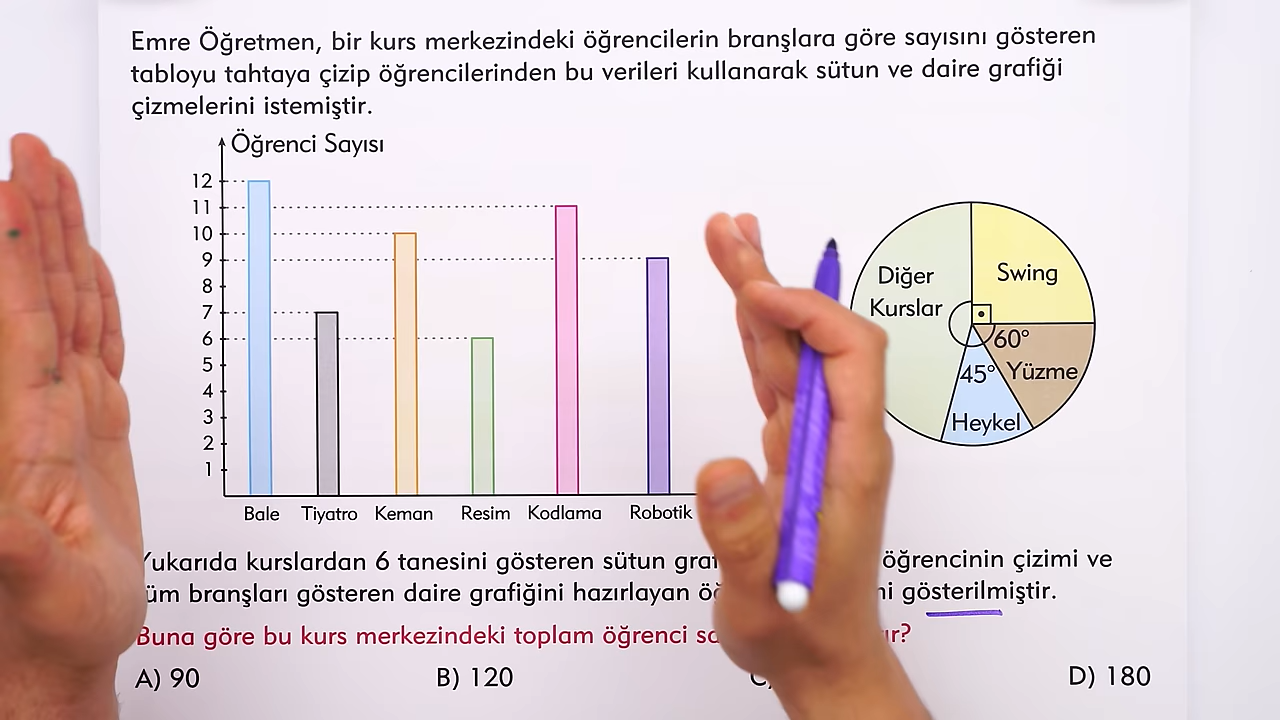 Emre Öğretmen, bir kurs merkezindeki öğrencilerin branşlara göre sayısını gösteren
tabloyu tahtaya çizip öğrencilerinden bu verileri kullanarak sütun ve daire grafiği
çizmelerini istemiştir.
Öğrenci Sayısı
12
11
10
9
8
7
6
5
4
3
2
1
Bale Tiyatro Keman Resim Kodlama Robotik
Diğer
Kurslar
Swing
60°
Yüzme
45°
Heykel
Yukarıda kurslardan 6 tanesini gösteren sütun öğrencinin çizimi ve
branşları gösteren daire grafiğini hazırlayan gösterilmiştir.
Buna göre bu kurs merkezindeki toplam öğrenci
A) 90
B) 120
D) 180